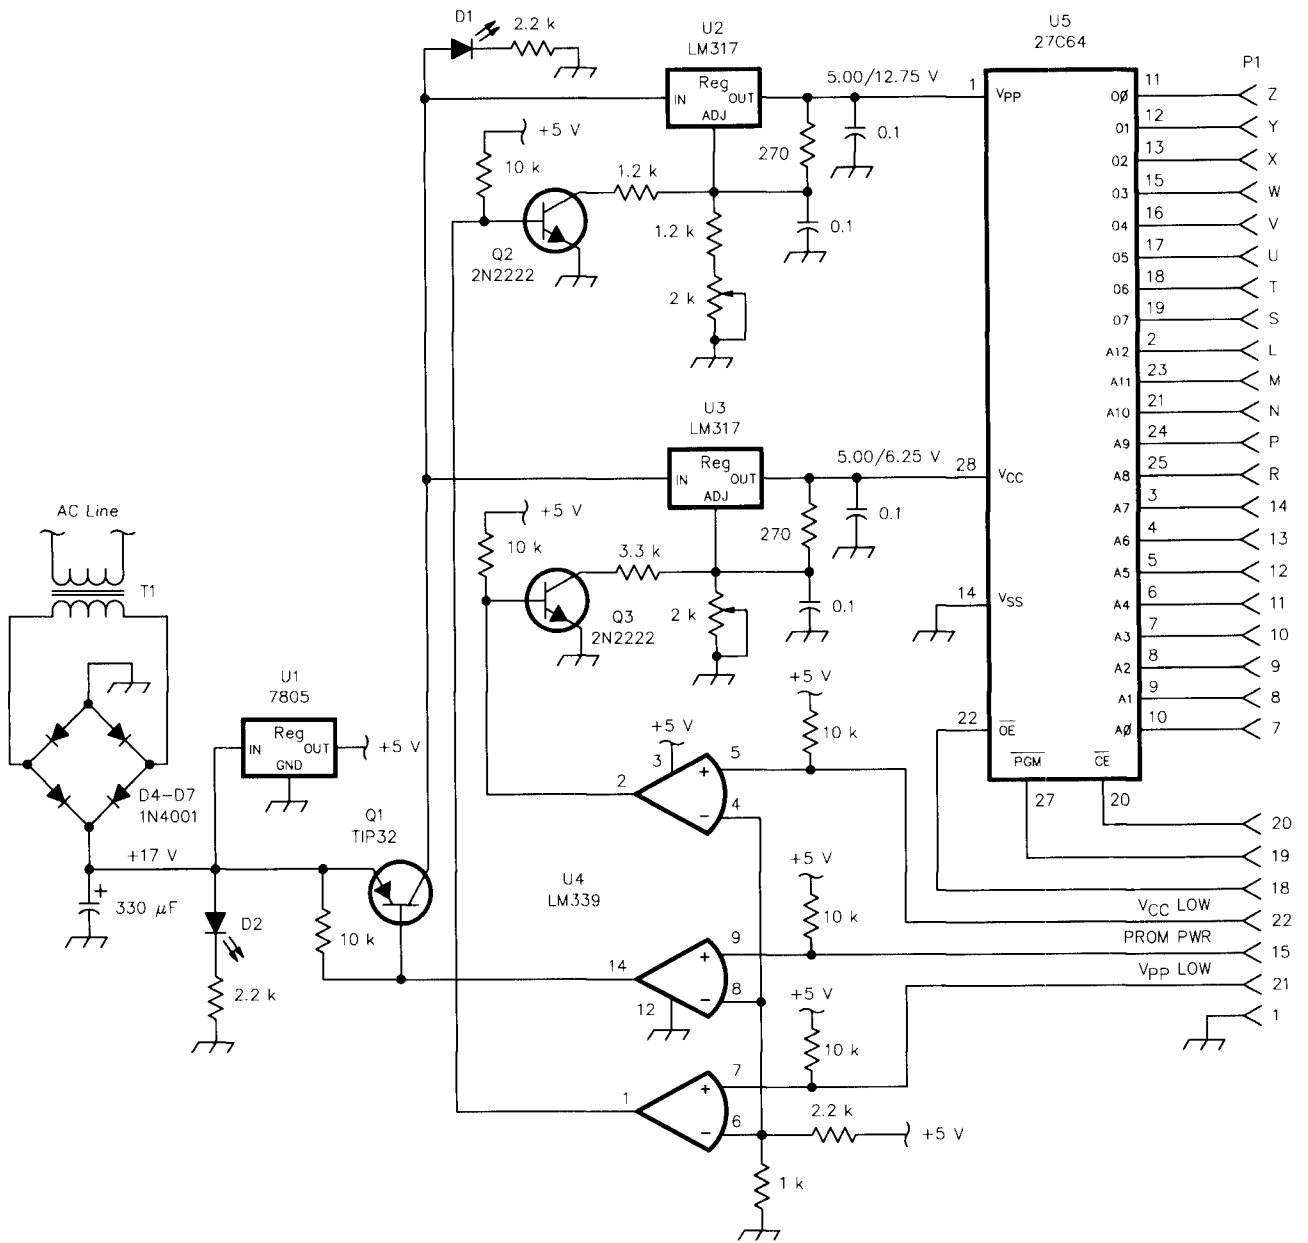 D1
2.2 k
U2
LM317
Reg
IN
OUT
ADJ
5.00/12.75 V
0.1
270
+5 V
10 k
1.2 k
Q2
2N2222
1.2 k
0.1
2 k
U5
27C64
1
VPP
O0 11
O1 12
O2 13
O3 15
O4 16
O5 17
O6 18
O7 19
A12 2
A11 23
A10 21
A9 24
A8 25
A7 3
A6 4
A5 5
A4 6
A3 7
A2 8
A1 9
A0 10
P1
Z
Y
X
W
V
U
T
S
L
M
N
P
R
14
13
12
11
10
9
8
7
U3
LM317
Reg
IN
OUT
ADJ
5.00/6.25 V
28
VCC
0.1
270
+5 V
10 k
3.3 k
Q3
2N2222
2 k
0.1
14
VSS
22
OE
PGM
CE
27
20
AC Line
T1
D4-D7
1N4001
U1
7805
Reg
IN
OUT
GND
+5 V
+17 V
+
330 µF
D2
2.2 k
10 k
Q1
TIP32
U4
LM339
+5 V
3
2
+
5
-
4
+5 V
10 k
14
+
9
-
8
12
+5 V
10 k
1
+
7
-
6
+5 V
10 k
2.2 k
+5 V
1 k
20
19
18
VCC LOW 22
PROM PWR 15
VPP LOW 21
1